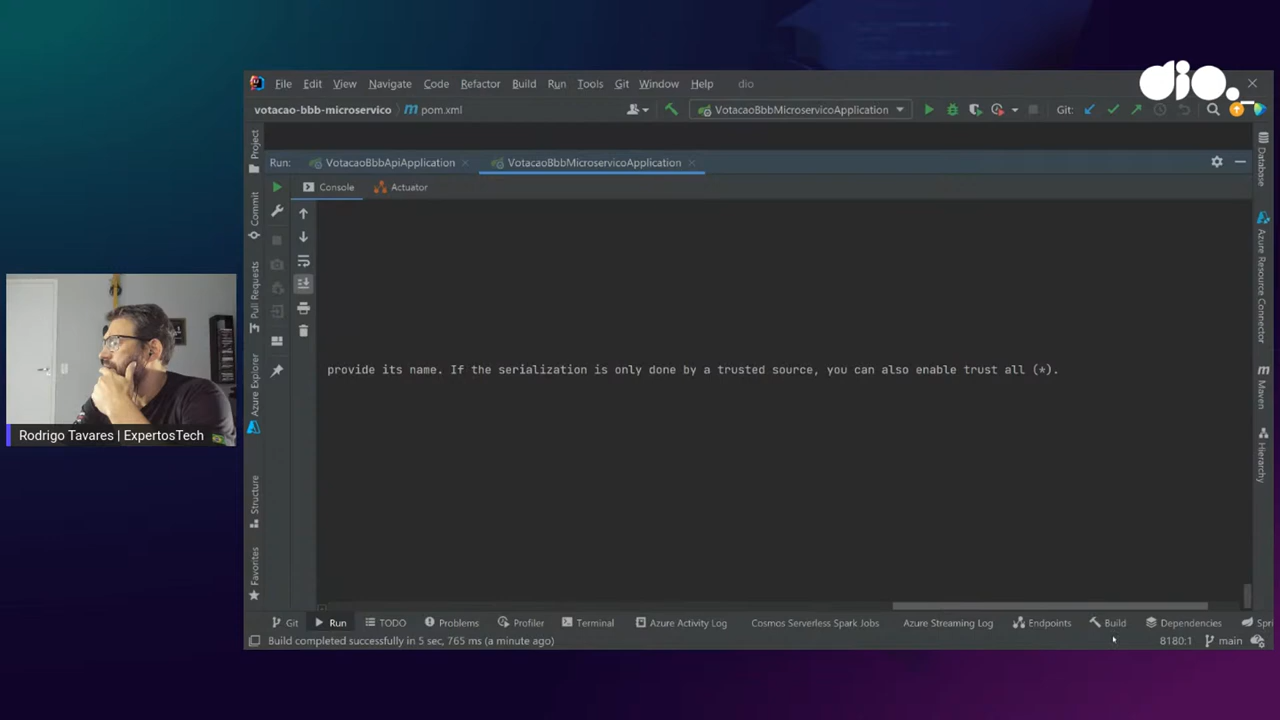 dio._
File Edit View Navigate Code Refactor Build Run Tools Git Window Help dio
votacao-bbb-microservico pom.xml VotacaoBbbMicroservicoApplication Git:
Run: VotacaoBbbApiApplication VotacaoBbbMicroservicoApplication
Console Actuator
Project
Commit
Pull Requests
Azure Explorer
Structure
Favorites
provide its name. If the serialization is only done by a trusted source, you can also enable trust all (*).
Database
Azure Resource Connector
Maven
Hierarchy
Rodrigo Tavares | ExpertosTech
Git Run TODO Problems Profiler Terminal Azure Activity Log Cosmos Serverless Spark Jobs Azure Streaming Log Endpoints Build Dependencies Spri
Build completed successfully in 5 sec, 765 ms (a minute ago) 8180:1 main